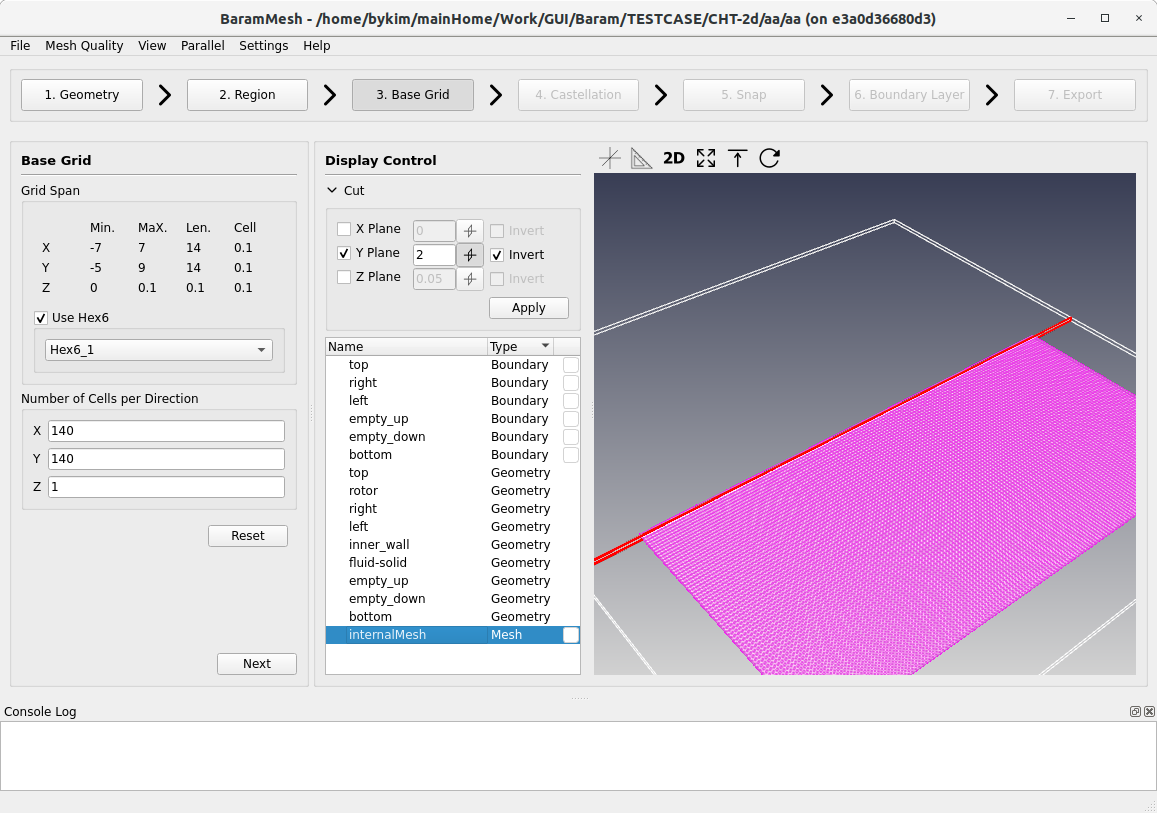 BaramMesh - /home/bykim/mainHome/Work/GUI/Baram/TESTCASE/CHT-2d/aa/aa (on e3a0d36680d3)
File Mesh Quality View Parallel Settings Help
1. Geometry 2. Region 3. Base Grid 4. Castellation 5. Snap 6. Boundary Layer 7. Export
Base Grid
Grid Span
Min. MaX. Len. Cell
X -7 7 14 0.1
Y -5 9 14 0.1
Z 0 0.1 0.1 0.1
Use Hex6
Hex6_1
Number of Cells per Direction
X 140
Y 140
Z 1
Reset
Next
Display Control
Cut
X Plane 0 Invert
Y Plane 2 Invert
Z Plane 0.05 Invert
Apply
Name Type
top Boundary
right Boundary
left Boundary
empty_up Boundary
empty_down Boundary
bottom Boundary
top Geometry
rotor Geometry
right Geometry
left Geometry
inner_wall Geometry
fluid-solid Geometry
empty_up Geometry
empty_down Geometry
bottom Geometry
internalMesh Mesh
2D
Console Log